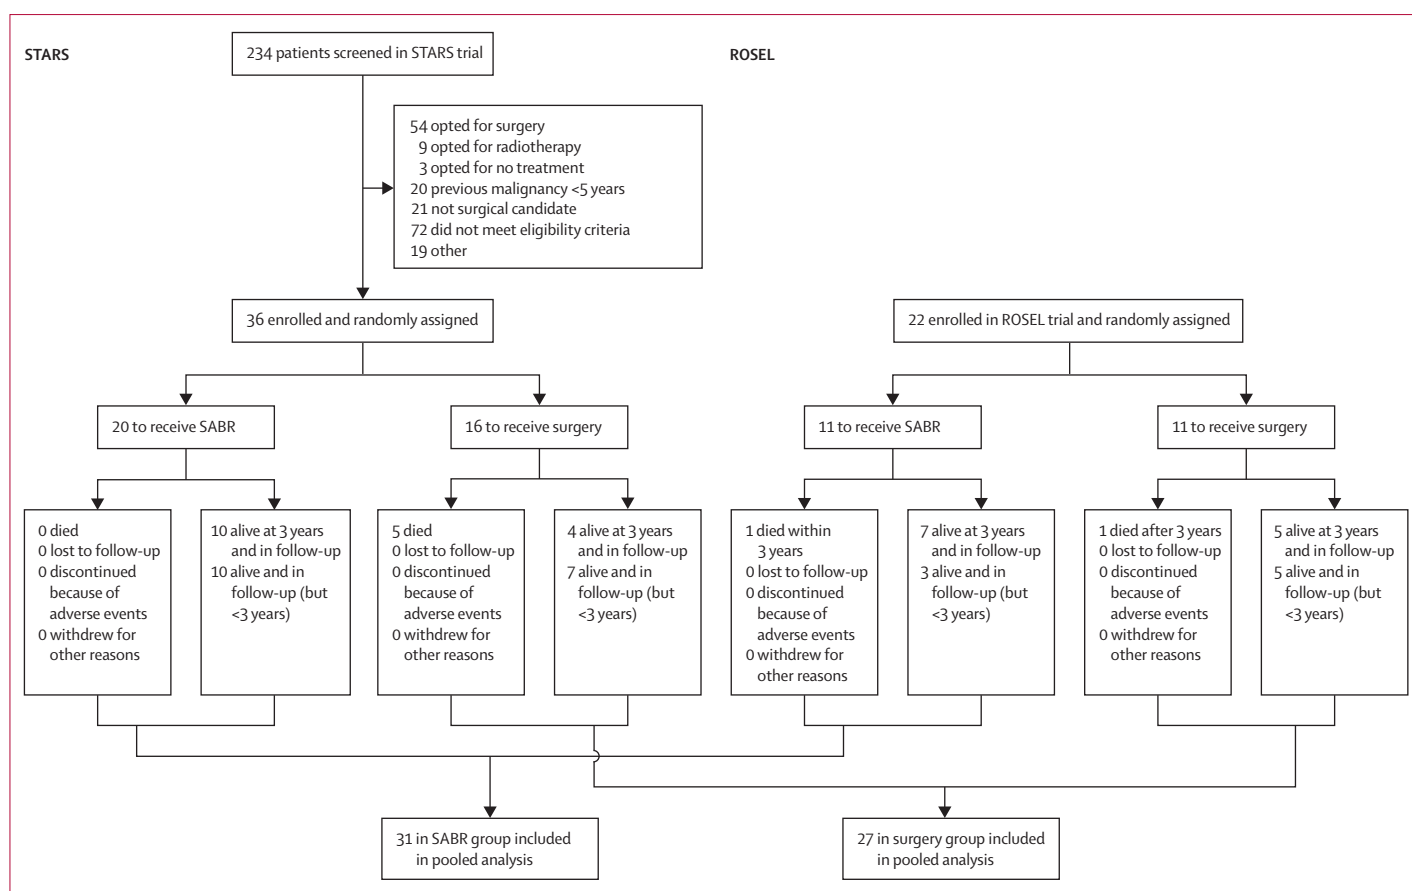 STARS
234 patients screened in STARS trial
ROSEL
54 opted for surgery
9 opted for radiotherapy
3 opted for no treatment
20 previous malignancy <5 years
21 not surgical candidate
72 did not meet eligibility criteria
19 other
36 enrolled and randomly assigned
22 enrolled in ROSEL trial and randomly assigned
20 to receive SABR
16 to receive surgery
11 to receive SABR
11 to receive surgery
0 died
0 lost to follow-up
0 discontinued
because of
adverse events
0 withdrew for
other reasons
10 alive at 3 years
and in follow-up
10 alive and in
follow-up (but
<3 years)
5 died
0 lost to follow-up
0 discontinued
because of
adverse events
0 withdrew for
other reasons
4 alive at 3 years
and in follow-up
7 alive and in
follow-up (but
<3 years)
1 died within
3 years
0 lost to follow-up
0 discontinued
because of
adverse events
0 withdrew for
other reasons
7 alive at 3 years
and in follow-up
3 alive and in
follow-up (but
<3 years)
1 died after 3 years
0 lost to follow-up
0 discontinued
because of
adverse events
0 withdrew for
other reasons
5 alive at 3 years
and in follow-up
5 alive and in
follow-up (but
<3 years)
31 in SABR group included
in pooled analysis
27 in surgery group included
in pooled analysis